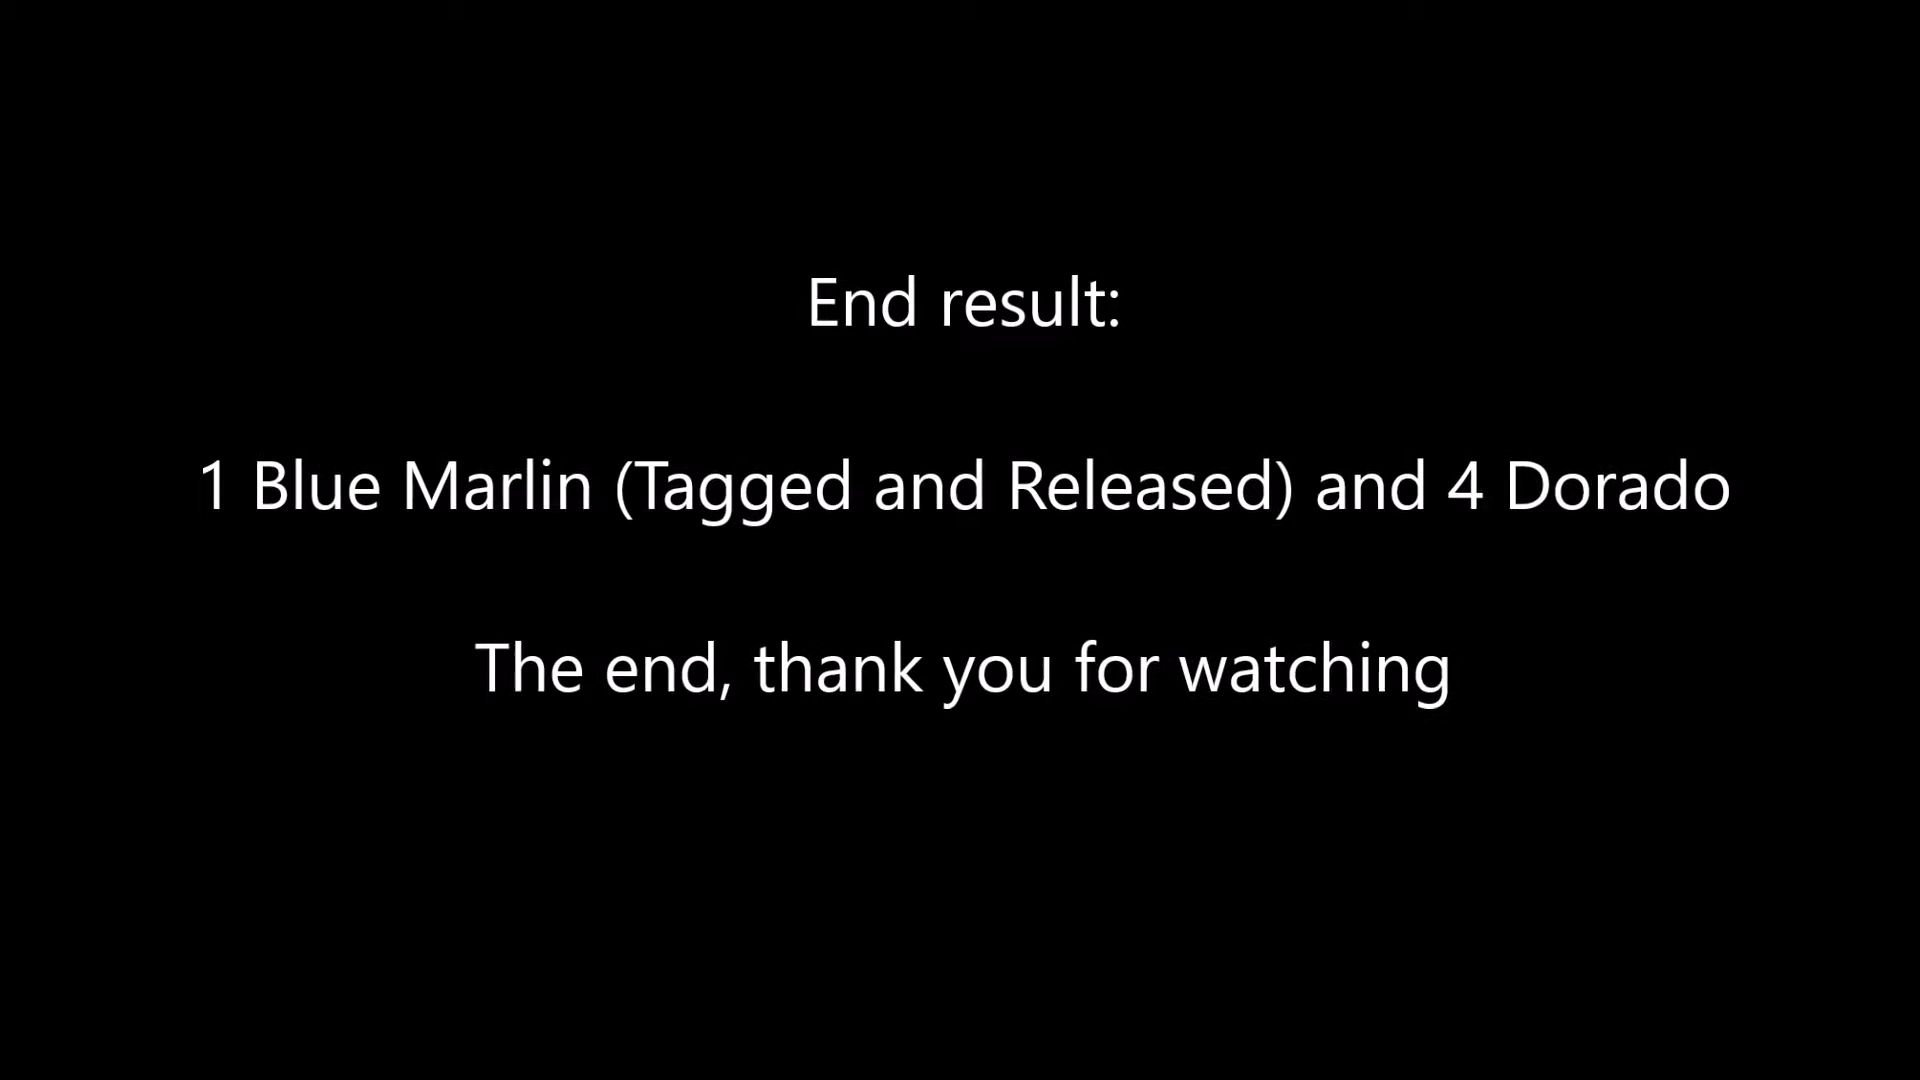 End result:
1 Blue Marlin (Tagged and Released) and 4 Dorado
The end, thank you for watching